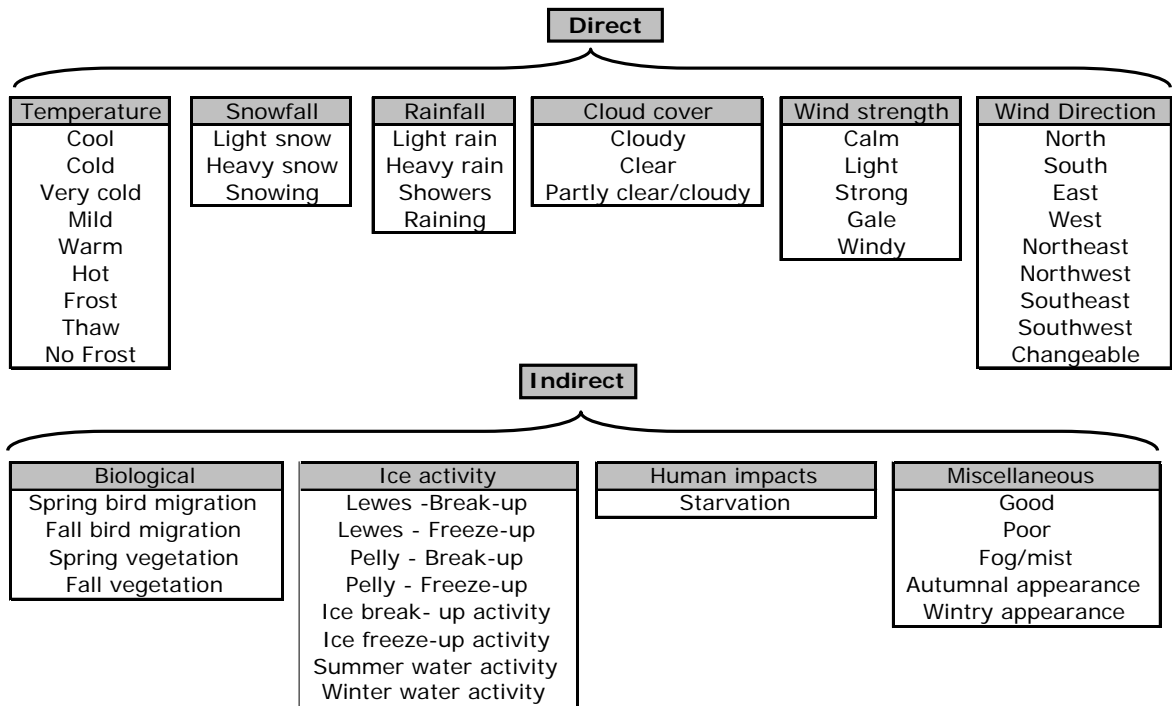 Direct
Temperature
Cool
Cold
Very cold
Mild
Warm
Hot
Frost
Thaw
No Frost
Snowfall
Light snow
Heavy snow
Snowing
Rainfall
Light rain
Heavy rain
Showers
Raining
Cloud cover
Cloudy
Clear
Partly clear/cloudy
Wind strength
Calm
Light
Strong
Gale
Windy
Wind Direction
North
South
East
West
Northeast
Northwest
Southeast
Southwest
Changeable
Indirect
Biological
Spring bird migration
Fall bird migration
Spring vegetation
Fall vegetation
Ice activity
Lewes -Break-up
Lewes - Freeze-up
Pelly - Break-up
Pelly - Freeze-up
Ice break- up activity
Ice freeze-up activity
Summer water activity
Winter water activity
Human impacts
Starvation
Miscellaneous
Good
Poor
Fog/mist
Autumnal appearance
Wintry appearance